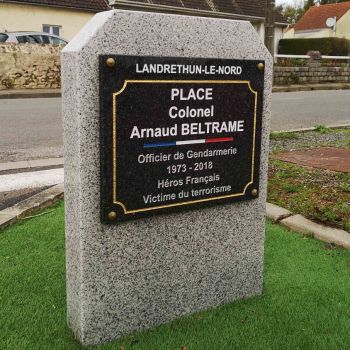 LANDRETHUN-LE-NORD
PLACE
Colonel
Arnaud BELTRAME
Officier de Gendarmerie
1973 - 2018
Héros Français
Victime du terrorisme